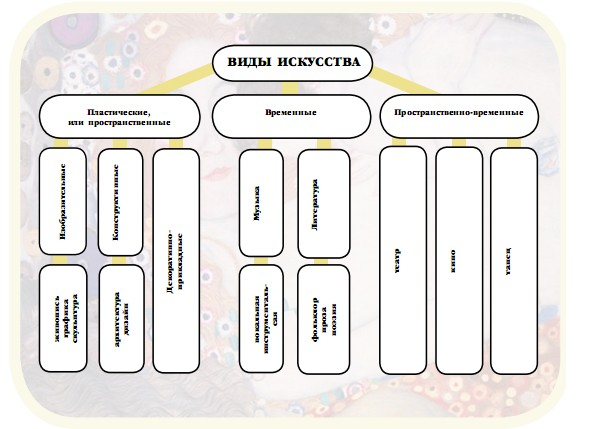 ВИДЫ ИСКУССТВА
Пластические,
или пространственные
Временные
Пространственно-временные
Изобразительные
Конструктивные
Декоративно-
прикладные
Музыка
Литература
театр
кино
танец
живопись
графика
скульптура
архитектура
дизайн
вокальная
инструменталь-
ная
фольклор
проза
поэзия